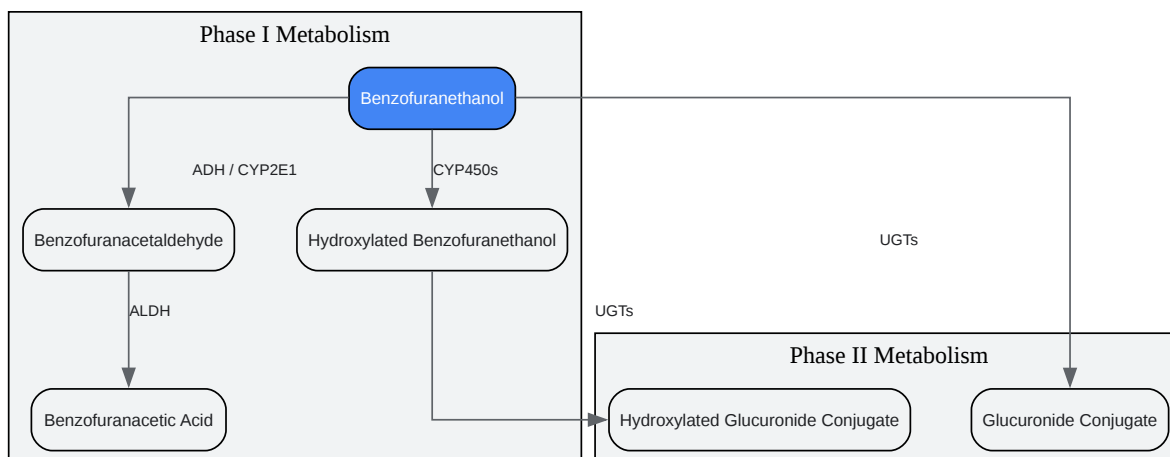 Phase I Metabolism
Benzofuranethanol
ADH / CYP2E1
CYP450s
Benzofuranacetaldehyde
Hydroxylated Benzofuranethanol
UGTs
ALDH
UGTs
Phase II Metabolism
Benzofuranacetic Acid
Hydroxylated Glucuronide Conjugate
Glucuronide Conjugate